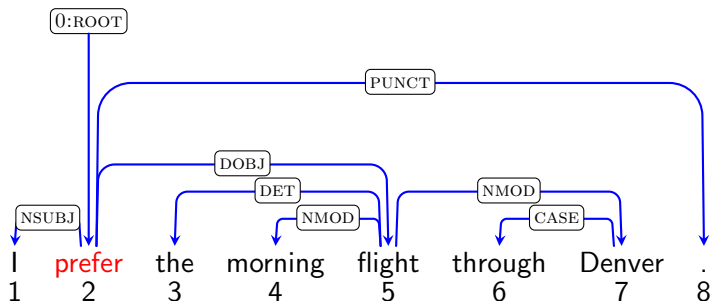 0:ROOT
PUNCT
DOBJ
DET NMOD
NSUBJ NMOD CASE
I prefer the morning flight through Denver .
1 2 3 4 5 6 7 8